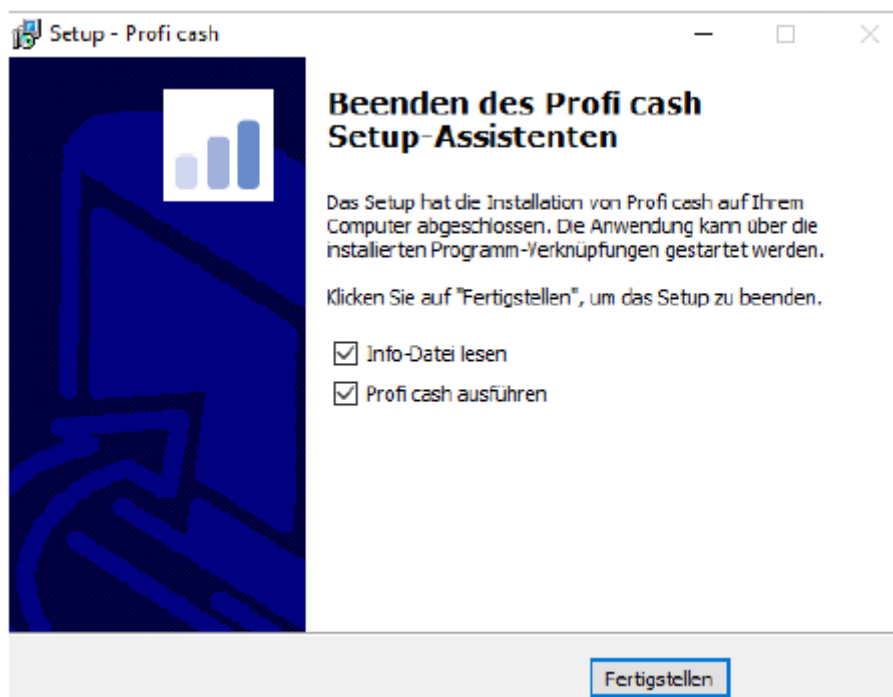 Setup - Profi cash
Beenden des Profi cash
Setup-Assistenten
Das Setup hat die Installation von Profi cash auf Ihrem
Computer abgeschlossen. Die Anwendung kann über die
installierten Programm-Verknüpfungen gestartet werden.
Klicken Sie auf "Fertigstellen", um das Setup zu beenden.
Info-Datei lesen
Profi cash ausführen
Fertigstellen